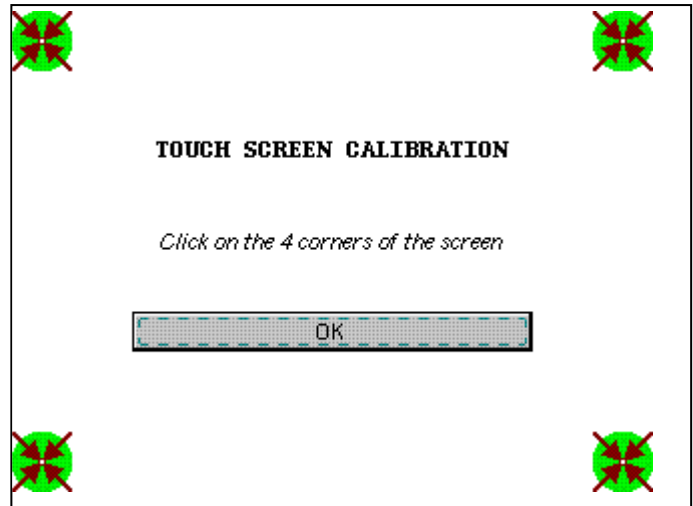 TOUCH SCREEN CALIBRATION
Click on the 4 corners of the screen
OK